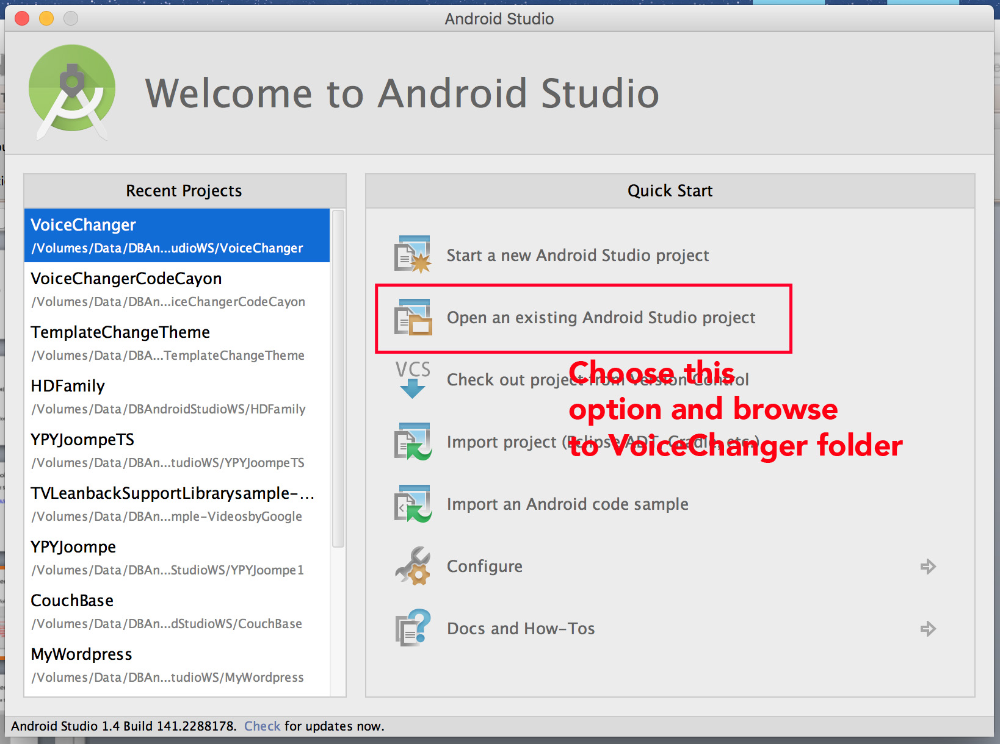 Android Studio
Welcome to Android Studio
Recent Projects
VoiceChanger
/Volumes/Data/DBAn...udioWS/VoiceChanger
VoiceChangerCodeCayon
/Volumes/Data/DBAn...iceChangerCodeCayon
TemplateChangeTheme
/Volumes/Data/DBA...TemplateChangeTheme
HDFamily
/Volumes/Data/DBAndroidStudioWS/HDFamily
YPYJoompeTS
/Volumes/Data/DBAn...tudioWS/YPYJoompeTS
TVLeanbackSupportLibrarysample-...
/Volumes/Data/DBAn...mple-VideosbyGoogle
YPYJoompe
/Volumes/Data/DBAn...StudioWS/YPYJoompe1
CouchBase
/Volumes/Data/DBAn...dStudioWS/CouchBase
MyWordpress
/Volumes/Data/DBAn...tudioWS/MyWordpress
Quick Start
Start a new Android Studio project
Open an existing Android Studio project
VCS
Check out project from Version Control
Import project (Eclipse ADT, Gradle, etc.)
Import an Android code sample
Configure
Docs and How-Tos
Choose this
option and browse
to VoiceChanger folder
Android Studio 1.4 Build 141.2288178. Check for updates now.